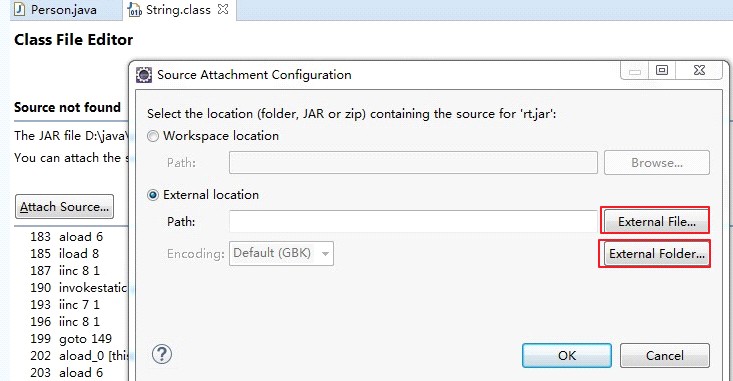 Person.java String.class
Class File Editor
Source Attachment Configuration
Source not found
Select the location (folder, JAR or zip) containing the source for 'rt.jar':
The JAR file D:\java\
Workspace location
You can attach the s
Path: Browse...
External location
Attach Source...
Path: External File...
Encoding: Default (GBK) External Folder...
183 aload 6
185 iload 8
187 iinc 8 1
190 invokestatic
193 iinc 7 1
196 iinc 8 1
199 goto 149
202 aload_0 [this
203 aload 6
? OK Cancel